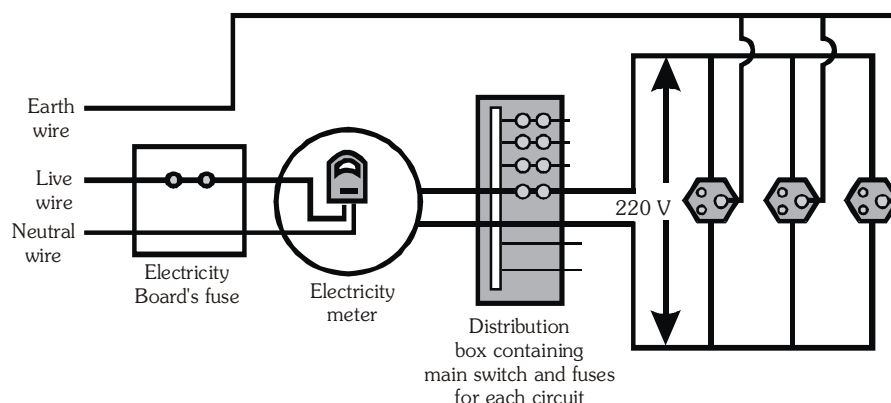 Earth
wire
Live
wire
Neutral
wire
Electricity
Board's fuse
Electricity
meter
Distribution
box containing
main switch and fuses
for each circuit
220 V